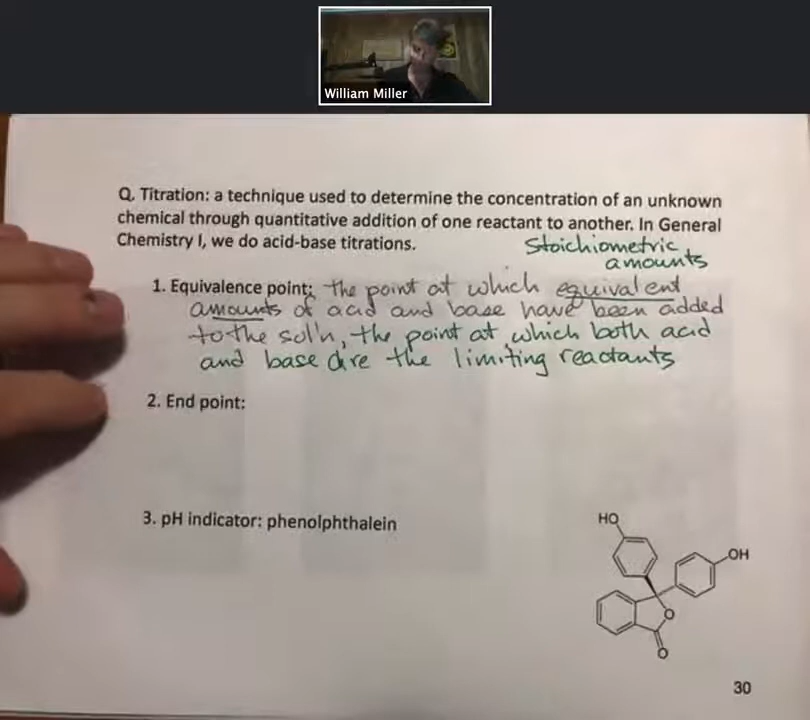 William Miller
Q. Titration: a technique used to determine the concentration of an unknown
chemical through quantitative addition of one reactant to another. In General
Chemistry I, we do acid-base titrations.
Stoichiometric
amounts
1. Equivalence point: the point at which equivalent
amounts of acid and base have been added
to the sol'n, the point at which both acid
and base are the limiting reactants
2. End point:
3. pH indicator: phenolphthalein
HO
OH
O
O
30